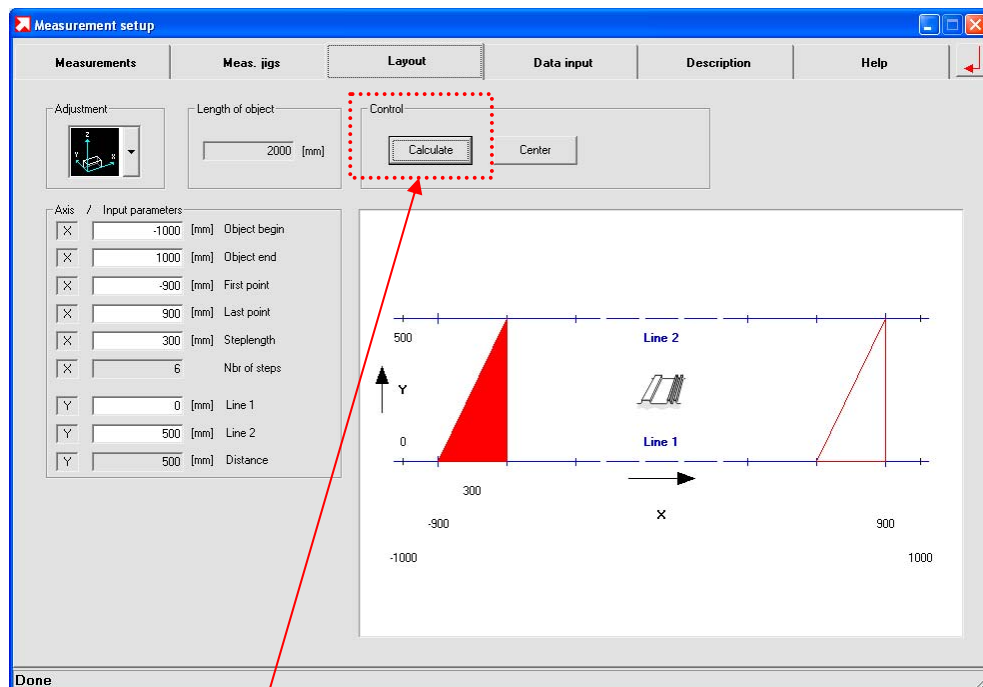 Measurement setup
Measurements Meas. jigs Layout Data input Description Help
Adjustment Length of object Control
Z
Y X
2000 [mm] Calculate Center
Axis / Input parameters
X -1000 [mm] Object begin
X 1000 [mm] Object end
X -900 [mm] First point
X 900 [mm] Last point
X 300 [mm] Steplength
X 6 Nbr of steps
Y 0 [mm] Line 1
Y 500 [mm] Line 2
Y 500 [mm] Distance
500 Line 2
Y
0 Line 1
300
X
-900 900
-1000 1000
Done